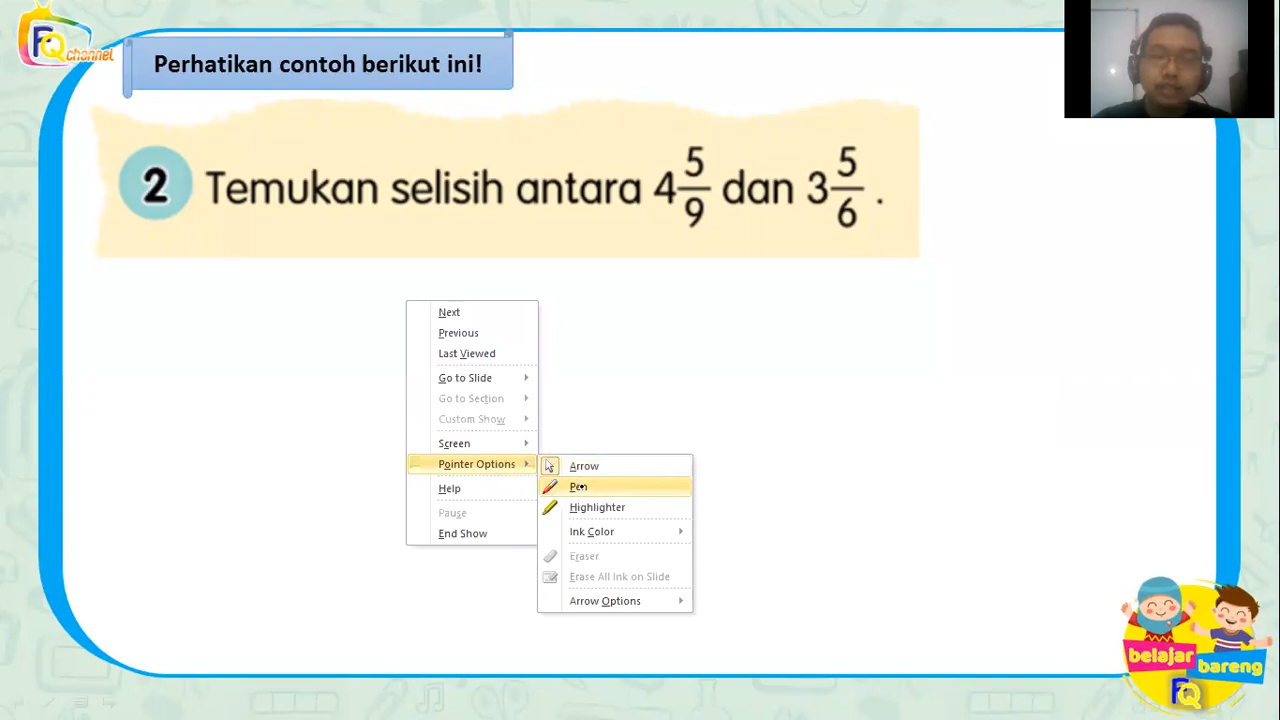 FQ channel
Perhatikan contoh berikut ini!
2 Temukan selisih antara 4 5/9 dan 3 5/6 .
Next
Previous
Last Viewed
Go to Slide
Go to Section
Custom Show
Screen
Pointer Options
Help
Pause
End Show
Arrow
Pen
Highlighter
Ink Color
Eraser
Erase All Ink on Slide
Arrow Options
belajar
bareng
FQ